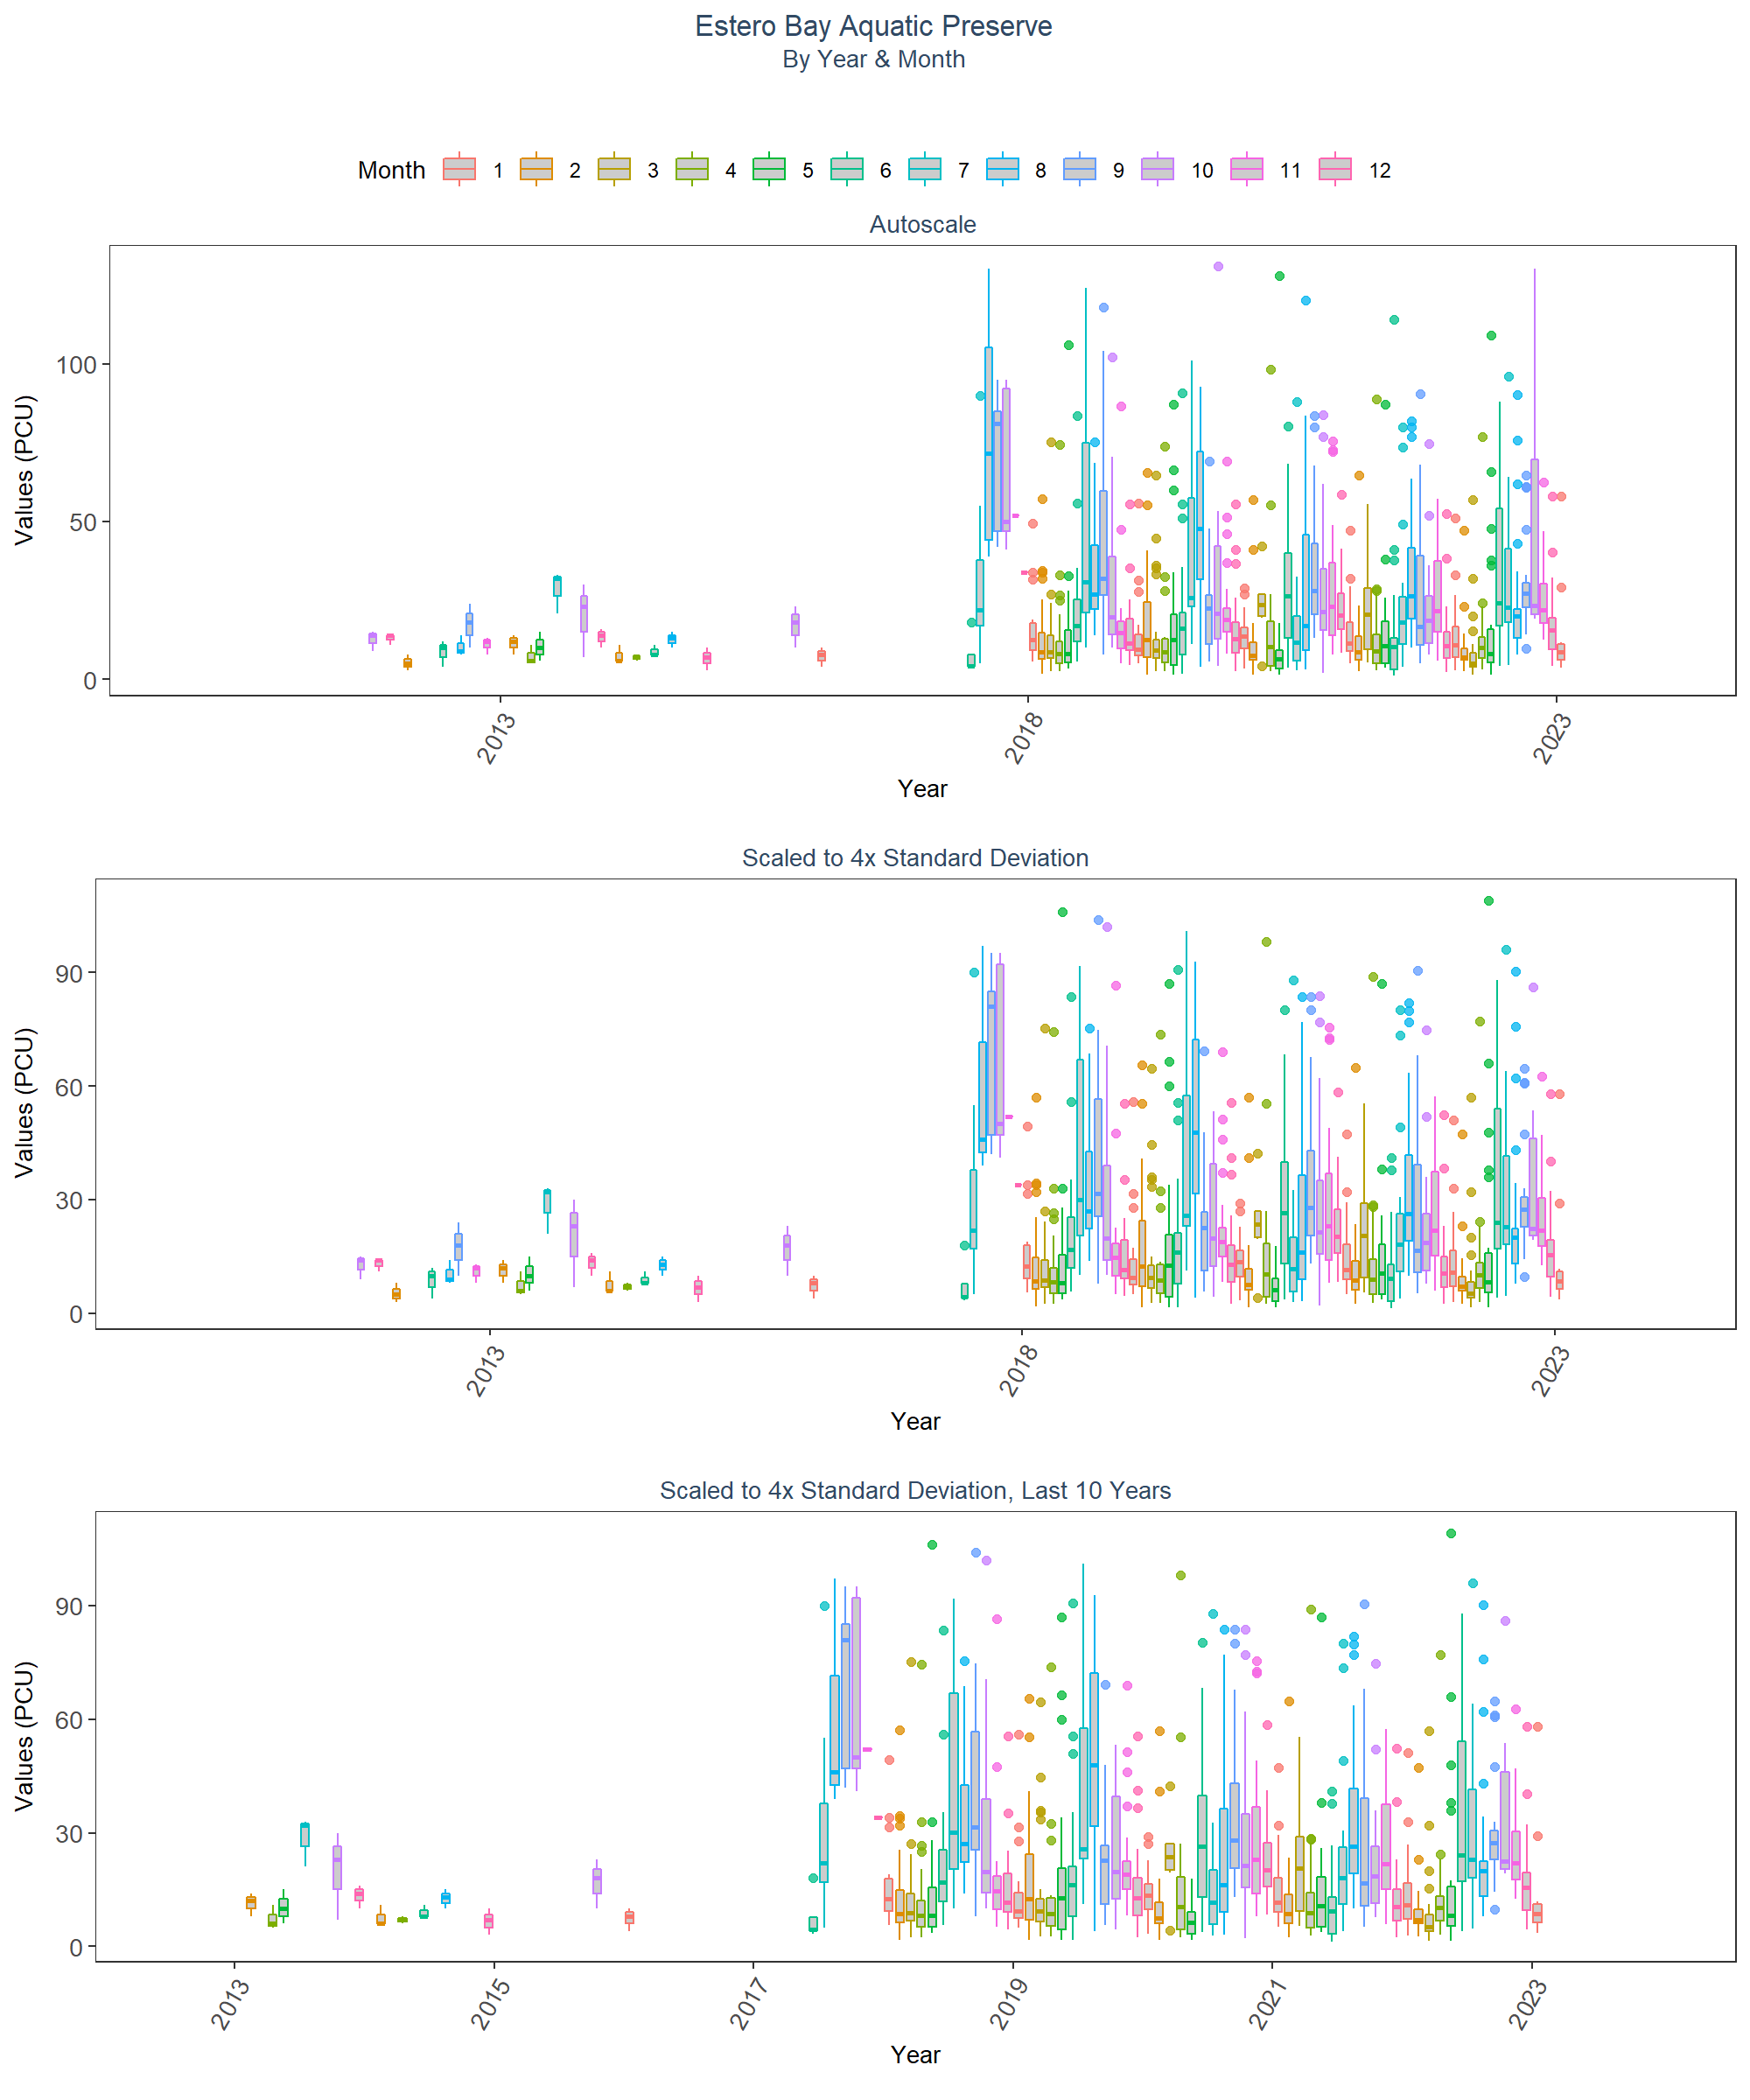 Estero Bay Aquatic Preserve
By Year & Month
Month 1 2 3 4 5 6 7 8 9 10 11 12
Autoscale
Values (PCU)
100
50
0
2013 2018 2023
Year
Scaled to 4x Standard Deviation
Values (PCU)
90
60
30
0
2013 2018 2023
Year
Scaled to 4x Standard Deviation, Last 10 Years
Values (PCU)
90
60
30
0
2013 2015 2017 2019 2021 2023
Year